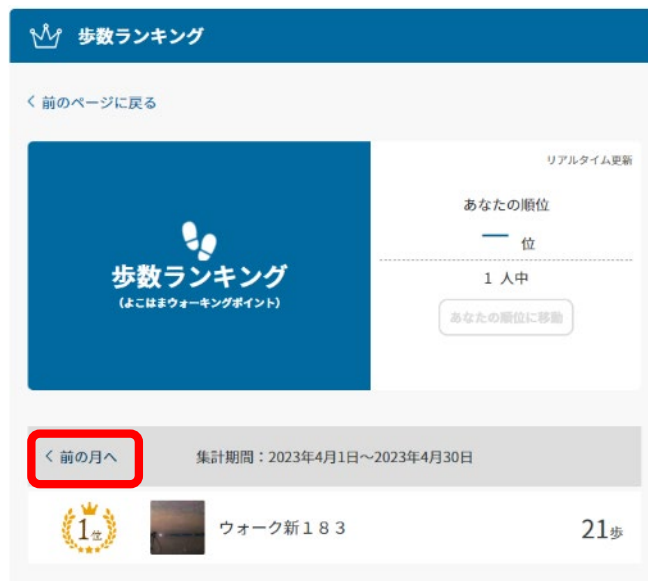 歩数ランキング
< 前のページに戻る
リアルタイム更新
あなたの順位
— 位
1 人中
あなたの順位に移動
歩数ランキング
(よこはまウォーキングポイント)
< 前の月へ 集計期間:2023年4月1日~2023年4月30日
1位 ウォーク新183 21歩